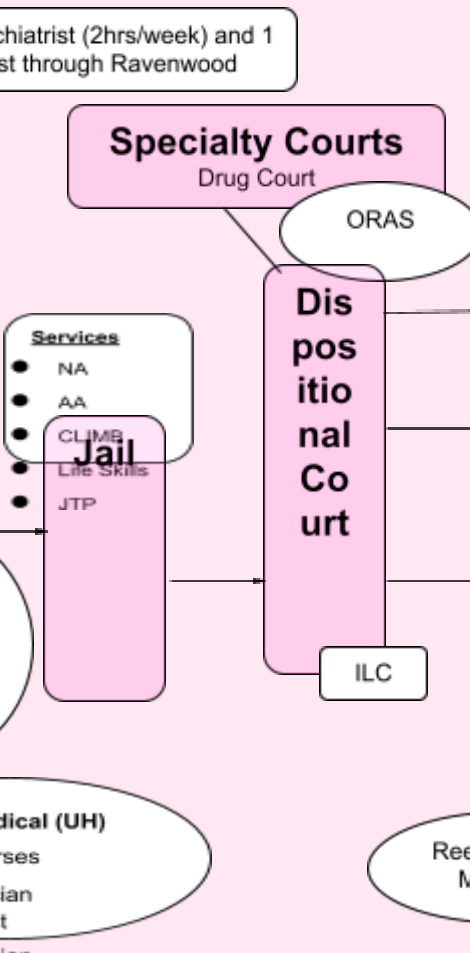 chiatrist (2hrs/week) and 1
st through Ravenwood
Specialty Courts
Drug Court
ORAS
Dis
pos
itio
nal
Co
urt
Services
NA
AA
CLIMB
Jail
Life Skills
JTP
ILC
dical (UH)
rses
ian
t
Ree
M